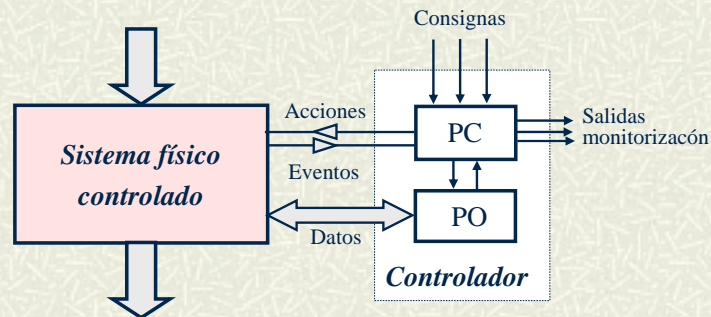 Consignas
Acciones
PC
Salidas
monitorizacón
Sistema físico
controlado
Eventos
Datos
PO
Controlador